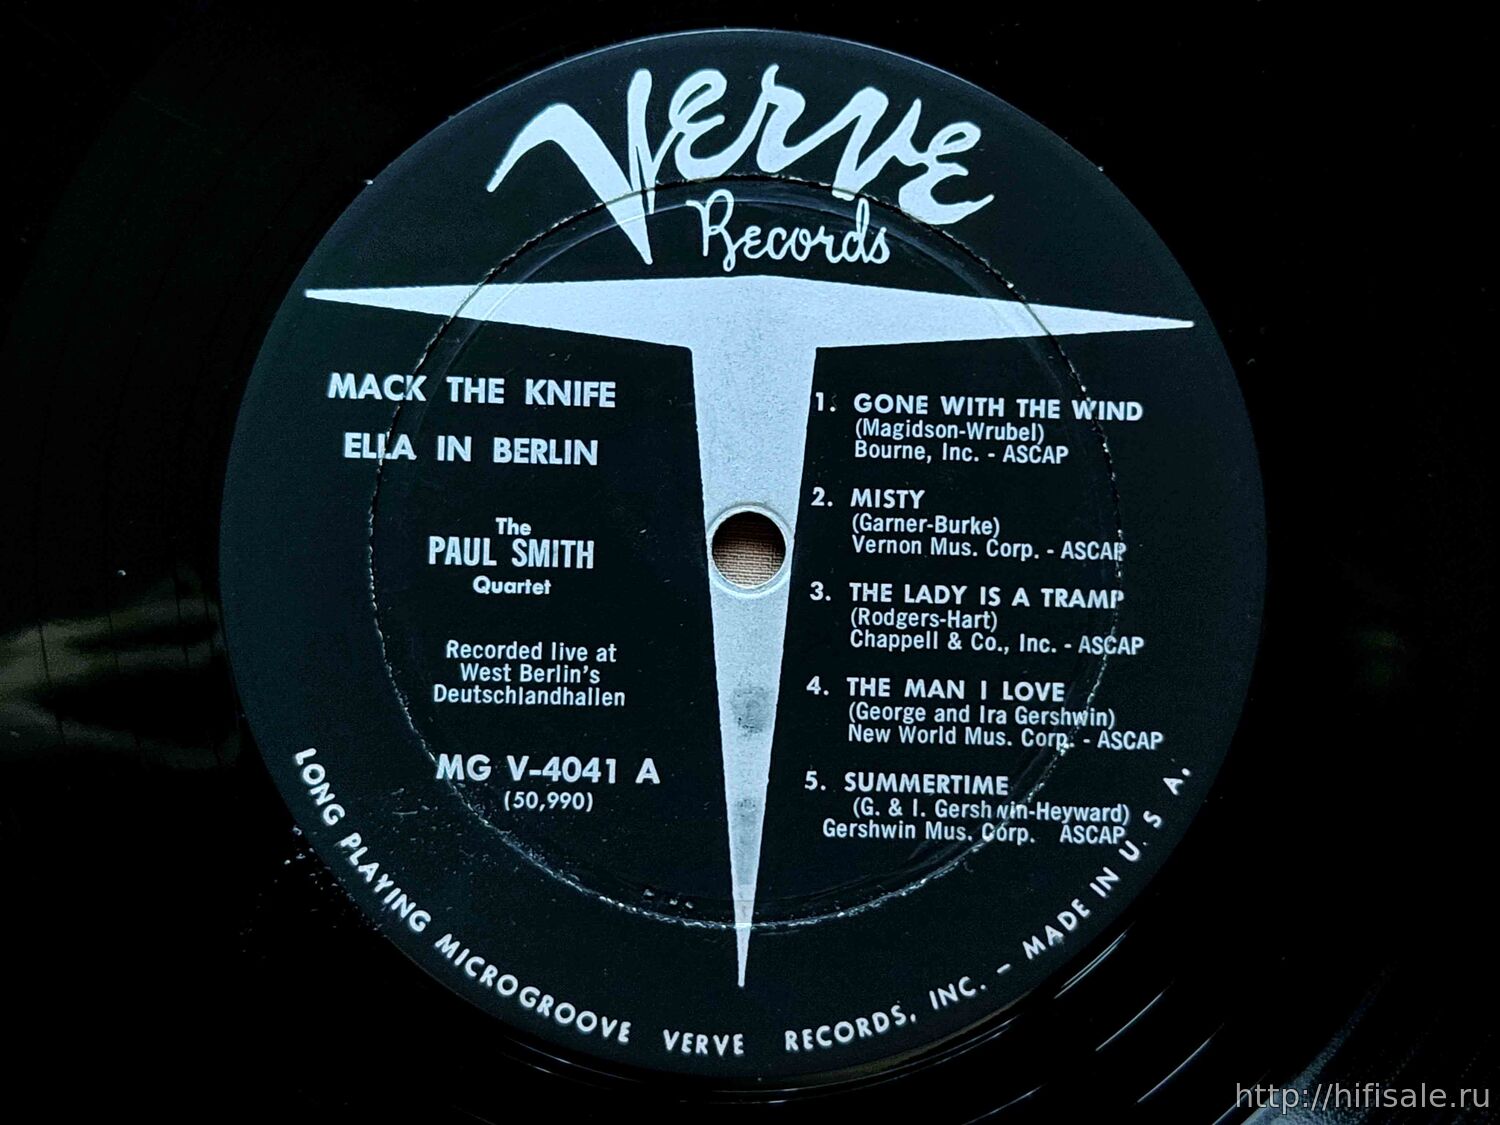 Verve
Records
MACK THE KNIFE
ELLA IN BERLIN
The
PAUL SMITH
Quartet
Recorded live at
West Berlin's
Deutschlandhallen
MG V-4041 A
(50,990)
1. GONE WITH THE WIND
(Magidson-Wrubel)
Bourne, Inc. - ASCAP
2. MISTY
(Garner-Burke)
Vernon Mus. Corp. - ASCAP
3. THE LADY IS A TRAMP
(Rodgers-Hart)
Chappell & Co., Inc. - ASCAP
4. THE MAN I LOVE
(George and Ira Gershwin)
New World Mus. Corp. - ASCAP
5. SUMMERTIME
(G. & I. Gershwin-Heyward)
Gershwin Mus. Corp. ASCAP
LONG PLAYING MICROGROOVE VERVE RECORDS, INC. - MADE IN U. S A.
http://hifisale.ru